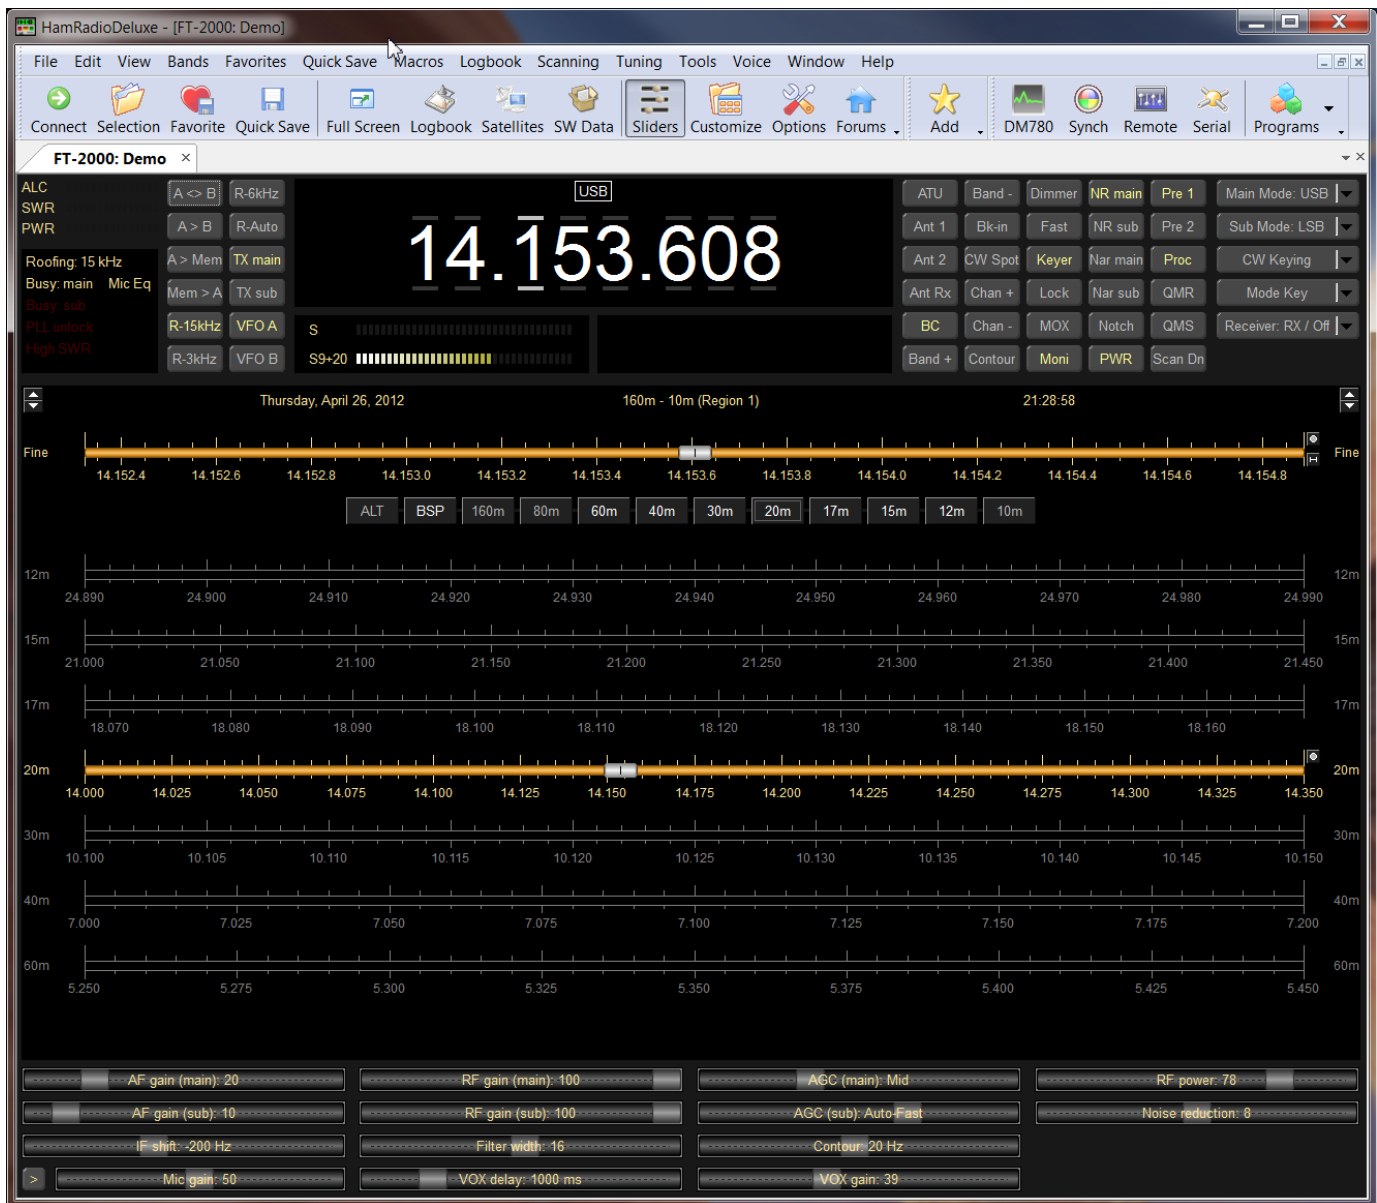 HamRadioDeluxe - [FT-2000: Demo]
File Edit View Bands Favorites Quick Save Macros Logbook Scanning Tuning Tools Voice Window Help
Connect Selection Favorite Quick Save Full Screen Logbook Satellites SW Data Sliders Customize Options Forums Add DM780 Synch Remote Serial Programs
FT-2000: Demo ×
ALC
SWR
PWR
Roofing: 15 kHz
Busy: main Mic Eq
Busy: sub
PLL unlock
High SWR
A <> B R-6kHz
A > B R-Auto
A > Mem TX main
Mem > A TX sub
R-15kHz VFO A
R-3kHz VFO B
USB
14.153.608
S
S9+20
ATU Band - Dimmer NR main Pre 1 Main Mode: USB
Ant 1 Bk-in Fast NR sub Pre 2 Sub Mode: LSB
Ant 2 CW Spot Keyer Nar main Proc CW Keying
Ant Rx Chan + Lock Nar sub QMR Mode Key
BC Chan - MOX Notch QMS Receiver: RX / Off
Band + Contour Moni PWR Scan Dn
Thursday, April 26, 2012 160m - 10m (Region 1) 21:28:58
Fine Fine
14.152.4 14.152.6 14.152.8 14.153.0 14.153.2 14.153.4 14.153.6 14.153.8 14.154.0 14.154.2 14.154.4 14.154.6 14.154.8
ALT BSP 160m 80m 60m 40m 30m 20m 17m 15m 12m 10m
12m 12m
24.890 24.900 24.910 24.920 24.930 24.940 24.950 24.960 24.970 24.980 24.990
15m 15m
21.000 21.050 21.100 21.150 21.200 21.250 21.300 21.350 21.400 21.450
17m 17m
18.070 18.080 18.090 18.100 18.110 18.120 18.130 18.140 18.150 18.160
20m 20m
14.000 14.025 14.050 14.075 14.100 14.125 14.150 14.175 14.200 14.225 14.250 14.275 14.300 14.325 14.350
30m 30m
10.100 10.105 10.110 10.115 10.120 10.125 10.130 10.135 10.140 10.145 10.150
40m 40m
7.000 7.025 7.050 7.075 7.100 7.125 7.150 7.175 7.200
60m 60m
5.250 5.275 5.300 5.325 5.350 5.375 5.400 5.425 5.450
AF gain (main): 20 RF gain (main): 100 AGC (main): Mid RF power: 78
AF gain (sub): 10 RF gain (sub): 100 AGC (sub): Auto-Fast Noise reduction: 8
IF shift: -200 Hz Filter width: 16 Contour: 20 Hz
> Mic gain: 50 VOX delay: 1000 ms VOX gain: 39